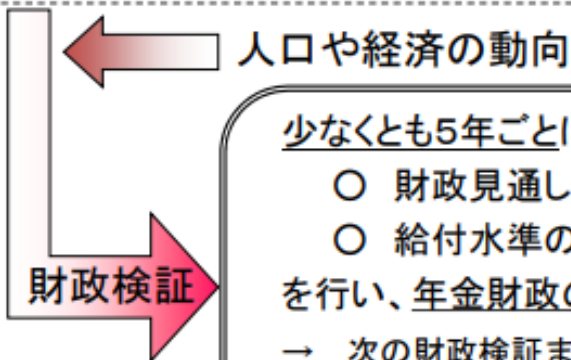 人口や経済の動向
少なくとも5年ごと
○ 財政見通し
○ 給付水準の
財政検証
を行い、年金財政の
→ 次の財政検証ま